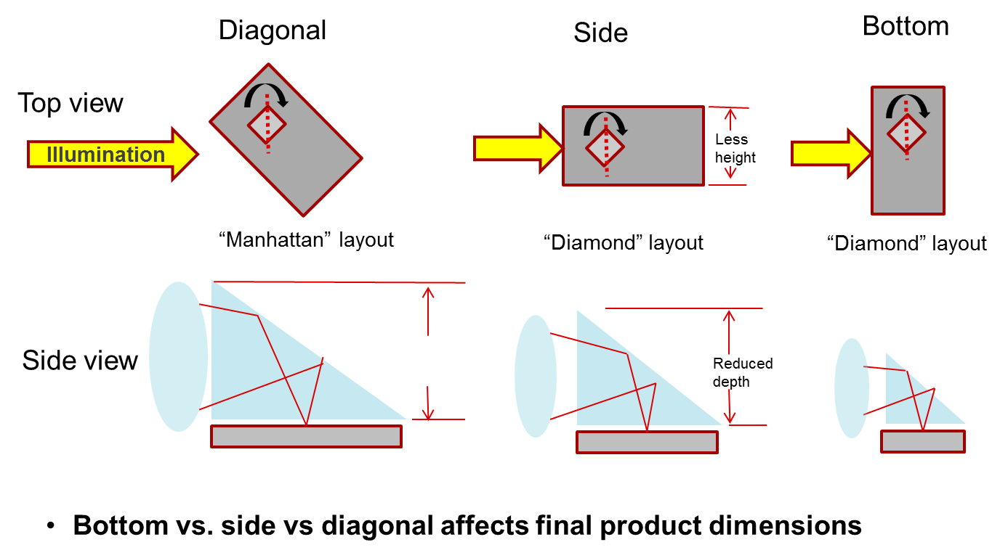 Diagonal
Side
Bottom
Top view
Illumination
Less
height
“Manhattan” layout
“Diamond” layout
“Diamond” layout
Side view
Reduced
depth
• Bottom vs. side vs diagonal affects final product dimensions